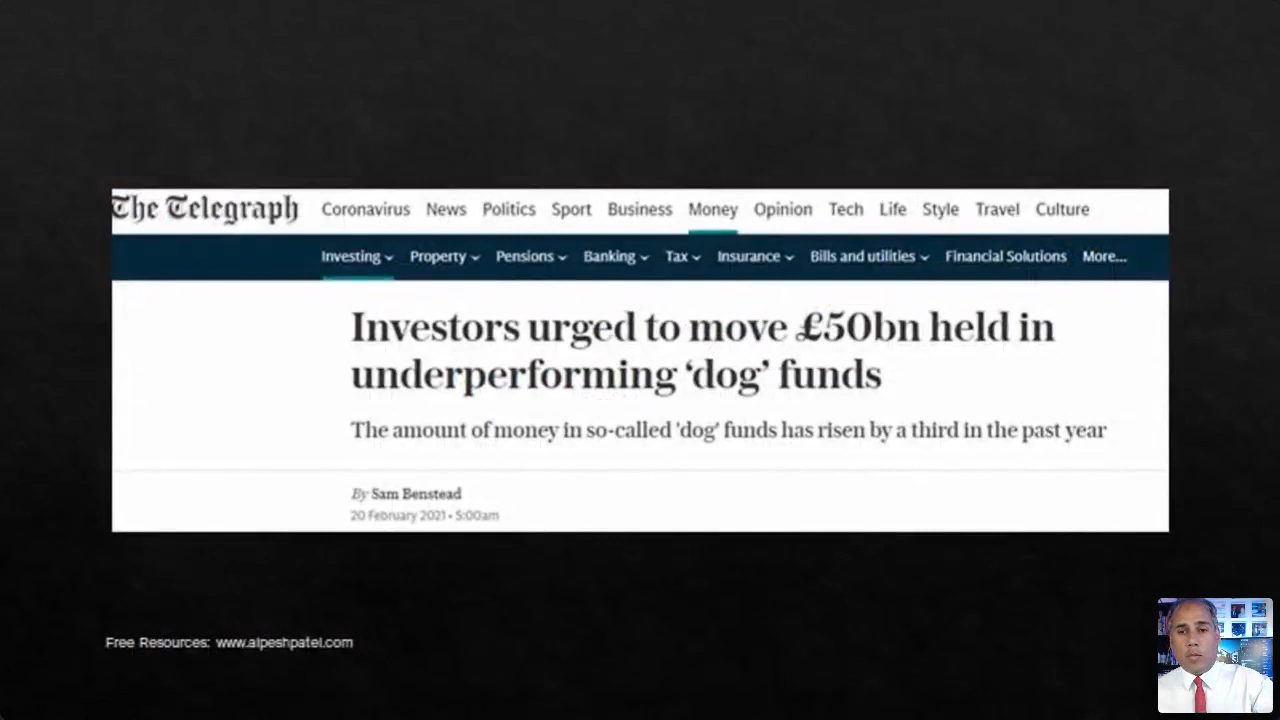 The Telegraph
Coronavirus News Politics Sport Business Money Opinion Tech Life Style Travel Culture
Investing Property Pensions Banking Tax Insurance Bills and utilities Financial Solutions More...
Investors urged to move £50bn held in
underperforming ‘dog’ funds
The amount of money in so-called 'dog' funds has risen by a third in the past year
By Sam Benstead
20 February 2021 • 5:00am
Free Resources: www.alpeshpatel.com